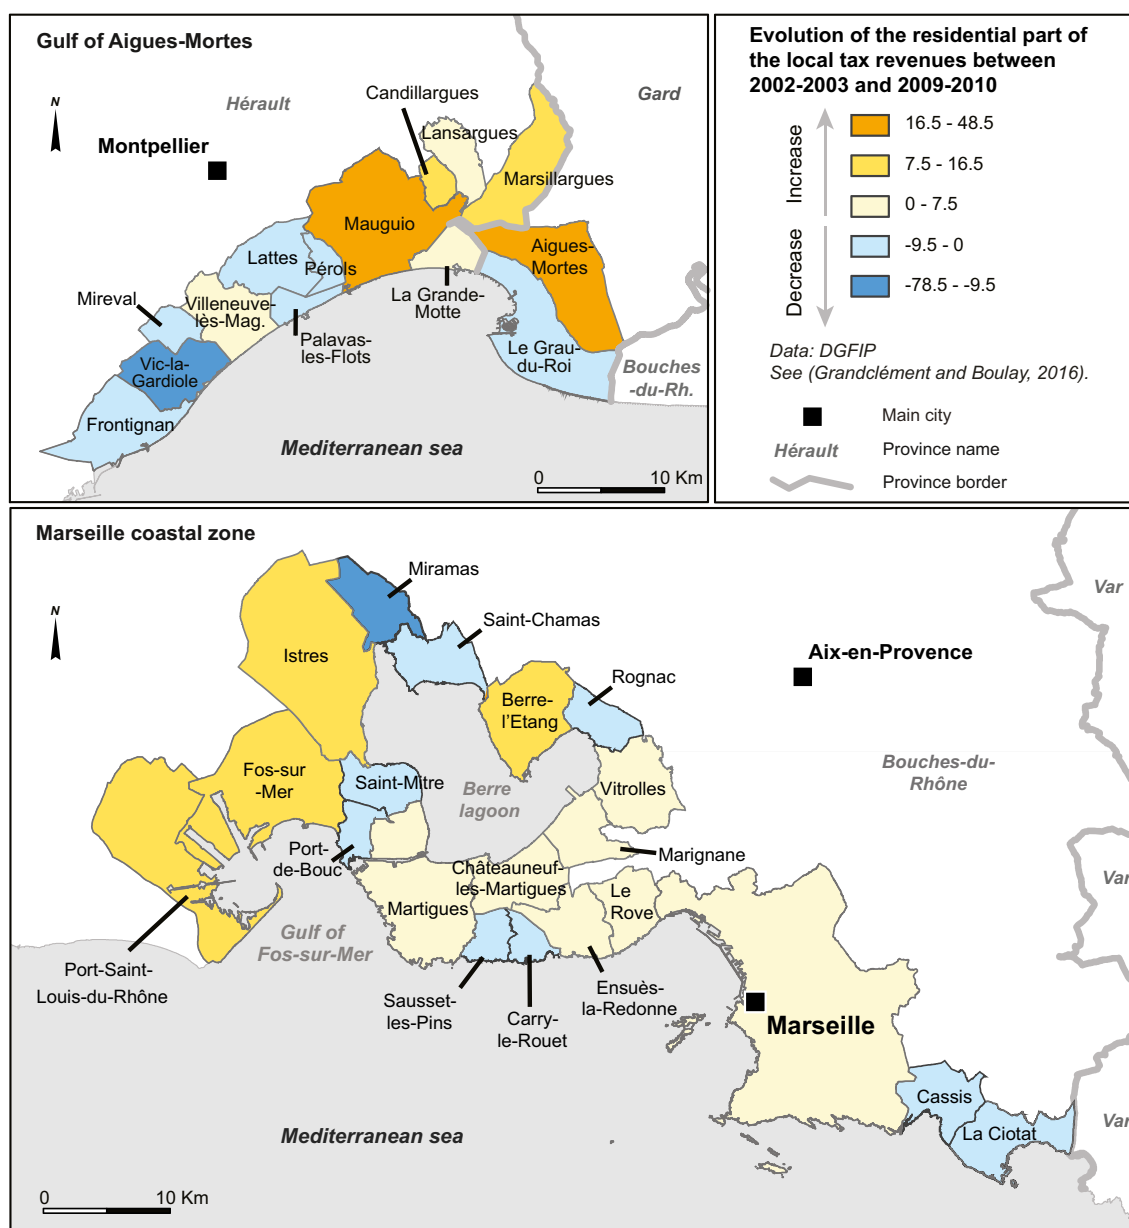 Gulf of Aigues-Mortes
N
Hérault
Gard
Candillargues
Lansargues
Montpellier
Marsillargues
Mauguio
Aigues-
Mortes
Lattes
Pérols
Mireval
Villeneuve-
lès-Mag.
La Grande-
Motte
Palavas-
les-Flots
Vic-la-
Gardiole
Le Grau-
du-Roi
Bouches
-du-Rh.
Frontignan
Mediterranean sea
0 10 Km
Evolution of the residential part of
the local tax revenues between
2002-2003 and 2009-2010
Increase
Decrease
16.5 - 48.5
7.5 - 16.5
0 - 7.5
-9.5 - 0
-78.5 - -9.5
Data: DGFIP
See (Grandclément and Boulay, 2016).
Main city
Hérault Province name
Province border
Marseille coastal zone
N
Miramas
Var
Saint-Chamas
Istres
Aix-en-Provence
Rognac
Berre-
l'Etang
Fos-sur
-Mer
Saint-Mitre
Berre
lagoon
Vitrolles
Bouches-du-
Rhône
Port-
de-Bouc
Marignane
Châteauneuf-
les-Martigues
Var
Martigues
Le
Rove
Gulf of
Fos-sur-Mer
Port-Saint-
Louis-du-Rhône
Sausset-
les-Pins
Carry-
le-Rouet
Ensuès-
la-Redonne
Marseille
Cassis
La Ciotat
Var
Mediterranean sea
0 10 Km